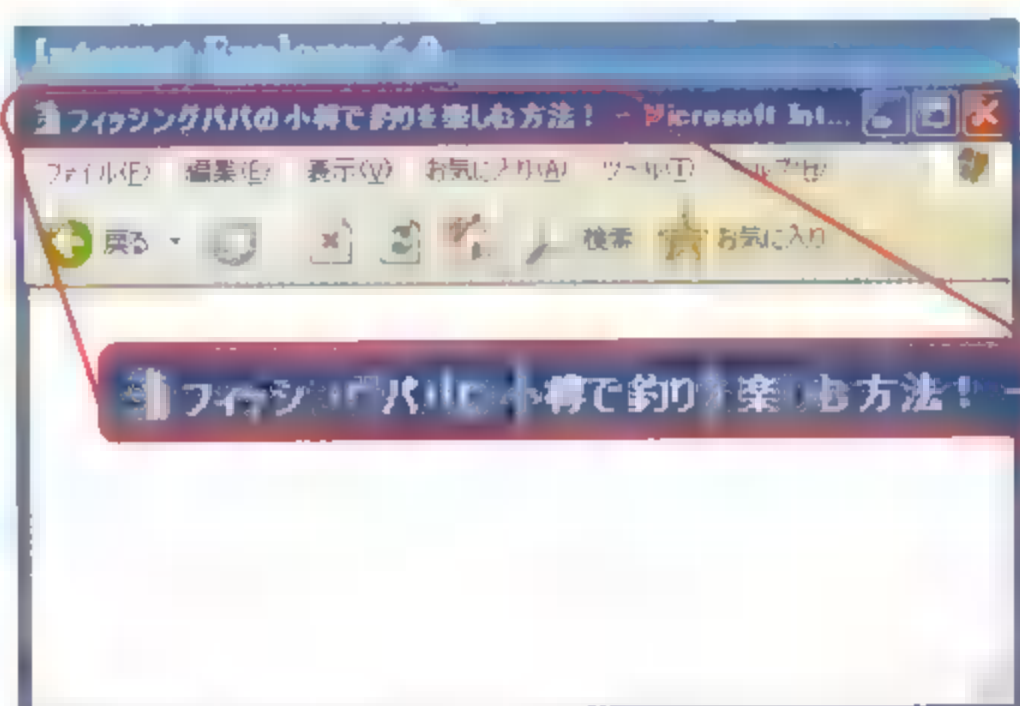 Internet Explorer 6.0
フィッシングパパの小樽で釣りを楽しむ方法！ - Microsoft Int...
ファイル(F) 編集(E) 表示(V) お気に入り(A) ツール(T) ヘルプ(H)
戻る 検索 お気に入り
フィッシングパパの小樽で釣りを楽しむ方法！ -